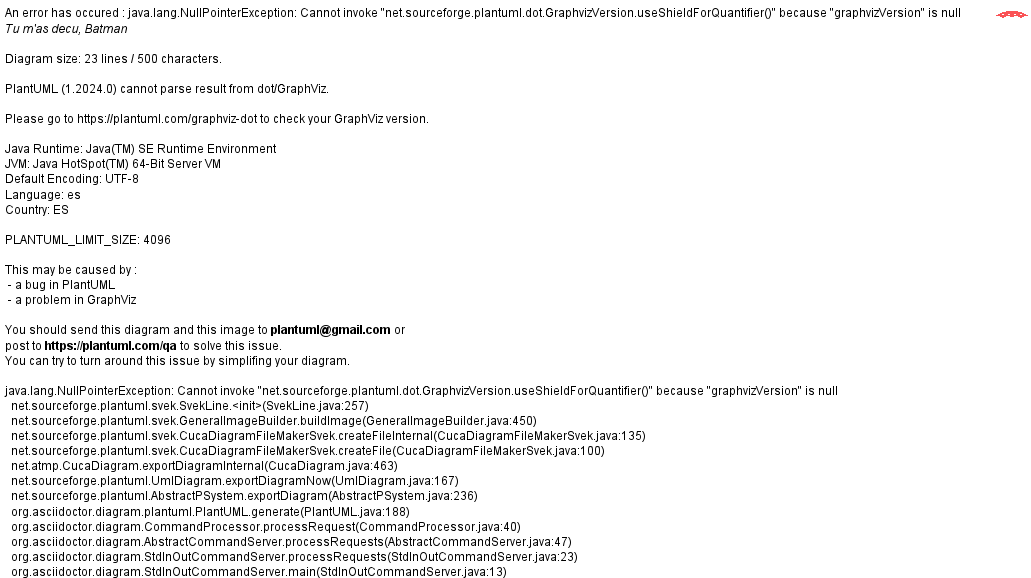 An error has occured : java.lang.NullPointerException: Cannot invoke "net.sourceforge.plantuml.dot.GraphvizVersion.useShieldForQuantifier()" because "graphvizVersion" is null
Tu m'as decu, Batman
Diagram size: 23 lines / 500 characters.
PlantUML (1.2024.0) cannot parse result from dot/GraphViz.
Please go to https://plantuml.com/graphviz-dot to check your GraphViz version.
Java Runtime: Java(TM) SE Runtime Environment
JVM: Java HotSpot(TM) 64-Bit Server VM
Default Encoding: UTF-8
Language: es
Country: ES
PLANTUML_LIMIT_SIZE: 4096
This may be caused by :
- a bug in PlantUML
- a problem in GraphViz
You should send this diagram and this image to plantuml@gmail.com or
post to https://plantuml.com/qa to solve this issue.
You can try to turn around this issue by simplifing your diagram.
java.lang.NullPointerException: Cannot invoke "net.sourceforge.plantuml.dot.GraphvizVersion.useShieldForQuantifier()" because "graphvizVersion" is null
net.sourceforge.plantuml.svek.SvekLine.<init>(SvekLine.java:257)
net.sourceforge.plantuml.svek.GeneralImageBuilder.buildImage(GeneralImageBuilder.java:450)
net.sourceforge.plantuml.svek.CucaDiagramFileMakerSvek.createFileInternal(CucaDiagramFileMakerSvek.java:135)
net.sourceforge.plantuml.svek.CucaDiagramFileMakerSvek.createFile(CucaDiagramFileMakerSvek.java:100)
net.atmp.CucaDiagram.exportDiagramInternal(CucaDiagram.java:463)
net.sourceforge.plantuml.UmlDiagram.exportDiagramNow(UmlDiagram.java:167)
net.sourceforge.plantuml.AbstractPSystem.exportDiagram(AbstractPSystem.java:236)
org.asciidoctor.diagram.plantuml.PlantUML.generate(PlantUML.java:188)
org.asciidoctor.diagram.CommandProcessor.processRequest(CommandProcessor.java:40)
org.asciidoctor.diagram.AbstractCommandServer.processRequests(AbstractCommandServer.java:47)
org.asciidoctor.diagram.StdInOutCommandServer.processRequests(StdInOutCommandServer.java:23)
org.asciidoctor.diagram.StdInOutCommandServer.main(StdInOutCommandServer.java:13)